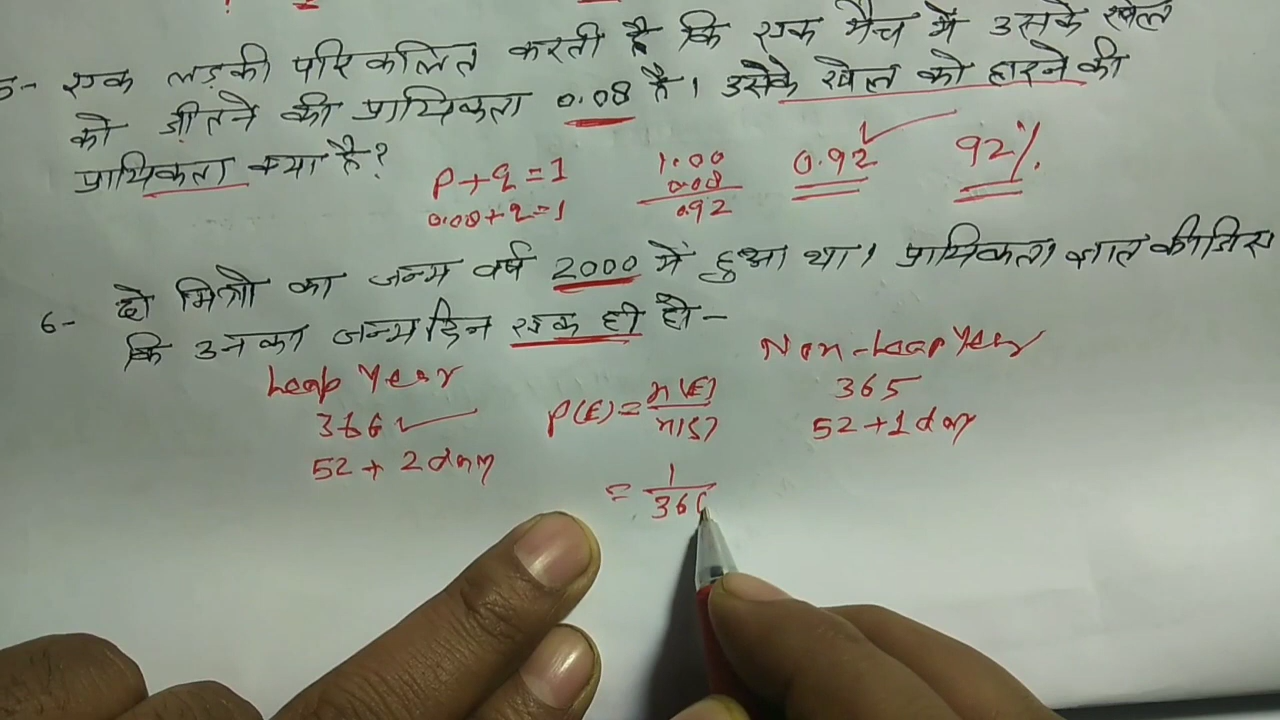 5- एक लड़की परिकलित करती है कि एक मैच में उसके खेल
को जीतने की प्रायिकता 0.08 है। उसके खेल को हारने की
प्रायिकता क्या है?
P+q=1
0.08+q=1
1.00
0.08
0.92
0.92
92%
6- दो मित्रो का जन्म वर्ष 2000 में हुआ था। प्रायिकता ज्ञात कीजिए
कि उनका जन्मदिन एक ही हो-
Leap Year
366
52 + 2 day
P(E)=n(E)/n(S)
= 1/366
Non-Leap Year
365
52+1 day